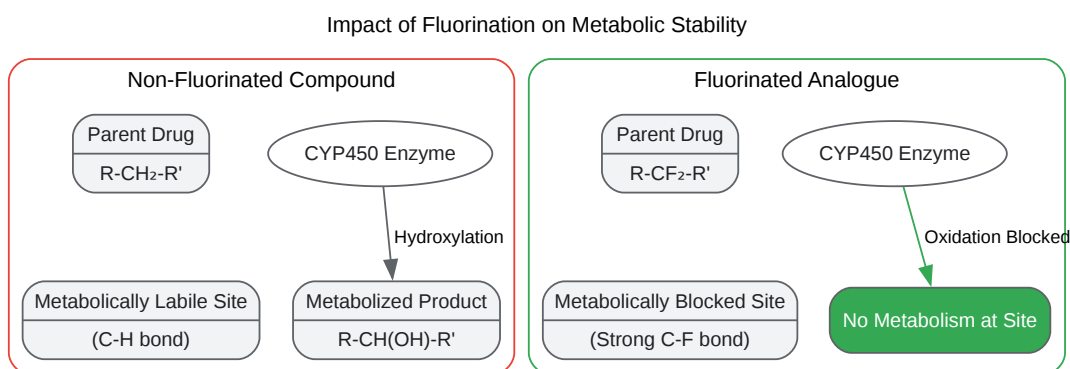 Impact of Fluorination on Metabolic Stability
Non-Fluorinated Compound
Parent Drug
R-CH₂-R'
CYP450 Enzyme
Hydroxylation
Metabolically Labile Site
(C-H bond)
Metabolized Product
R-CH(OH)-R'
Fluorinated Analogue
Parent Drug
R-CF₂-R'
CYP450 Enzyme
Oxidation Blocked
Metabolically Blocked Site
(Strong C-F bond)
No Metabolism at Site